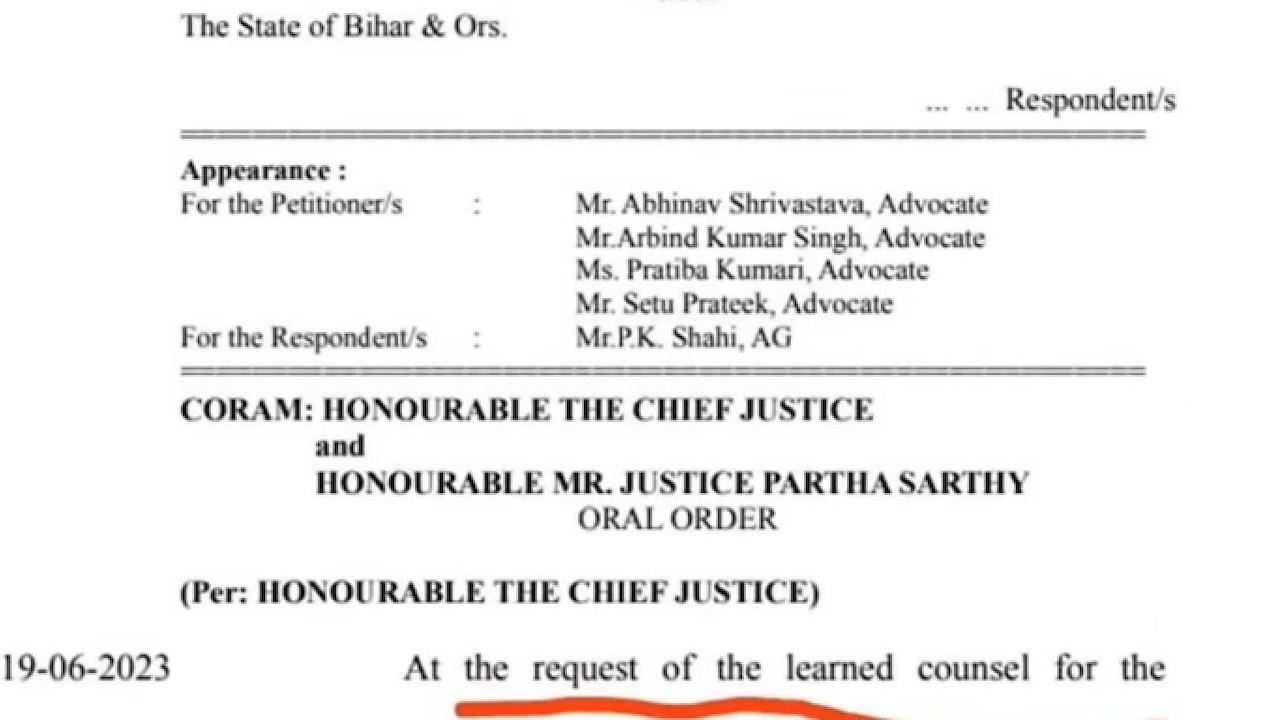 The State of Bihar & Ors.
... ... Respondent/s
Appearance :
For the Petitioner/s : Mr. Abhinav Shrivastava, Advocate
Mr.Arbind Kumar Singh, Advocate
Ms. Pratiba Kumari, Advocate
Mr. Setu Prateek, Advocate
For the Respondent/s : Mr.P.K. Shahi, AG
CORAM: HONOURABLE THE CHIEF JUSTICE
and
HONOURABLE MR. JUSTICE PARTHA SARTHY
ORAL ORDER
(Per: HONOURABLE THE CHIEF JUSTICE)
19-06-2023 At the request of the learned counsel for the